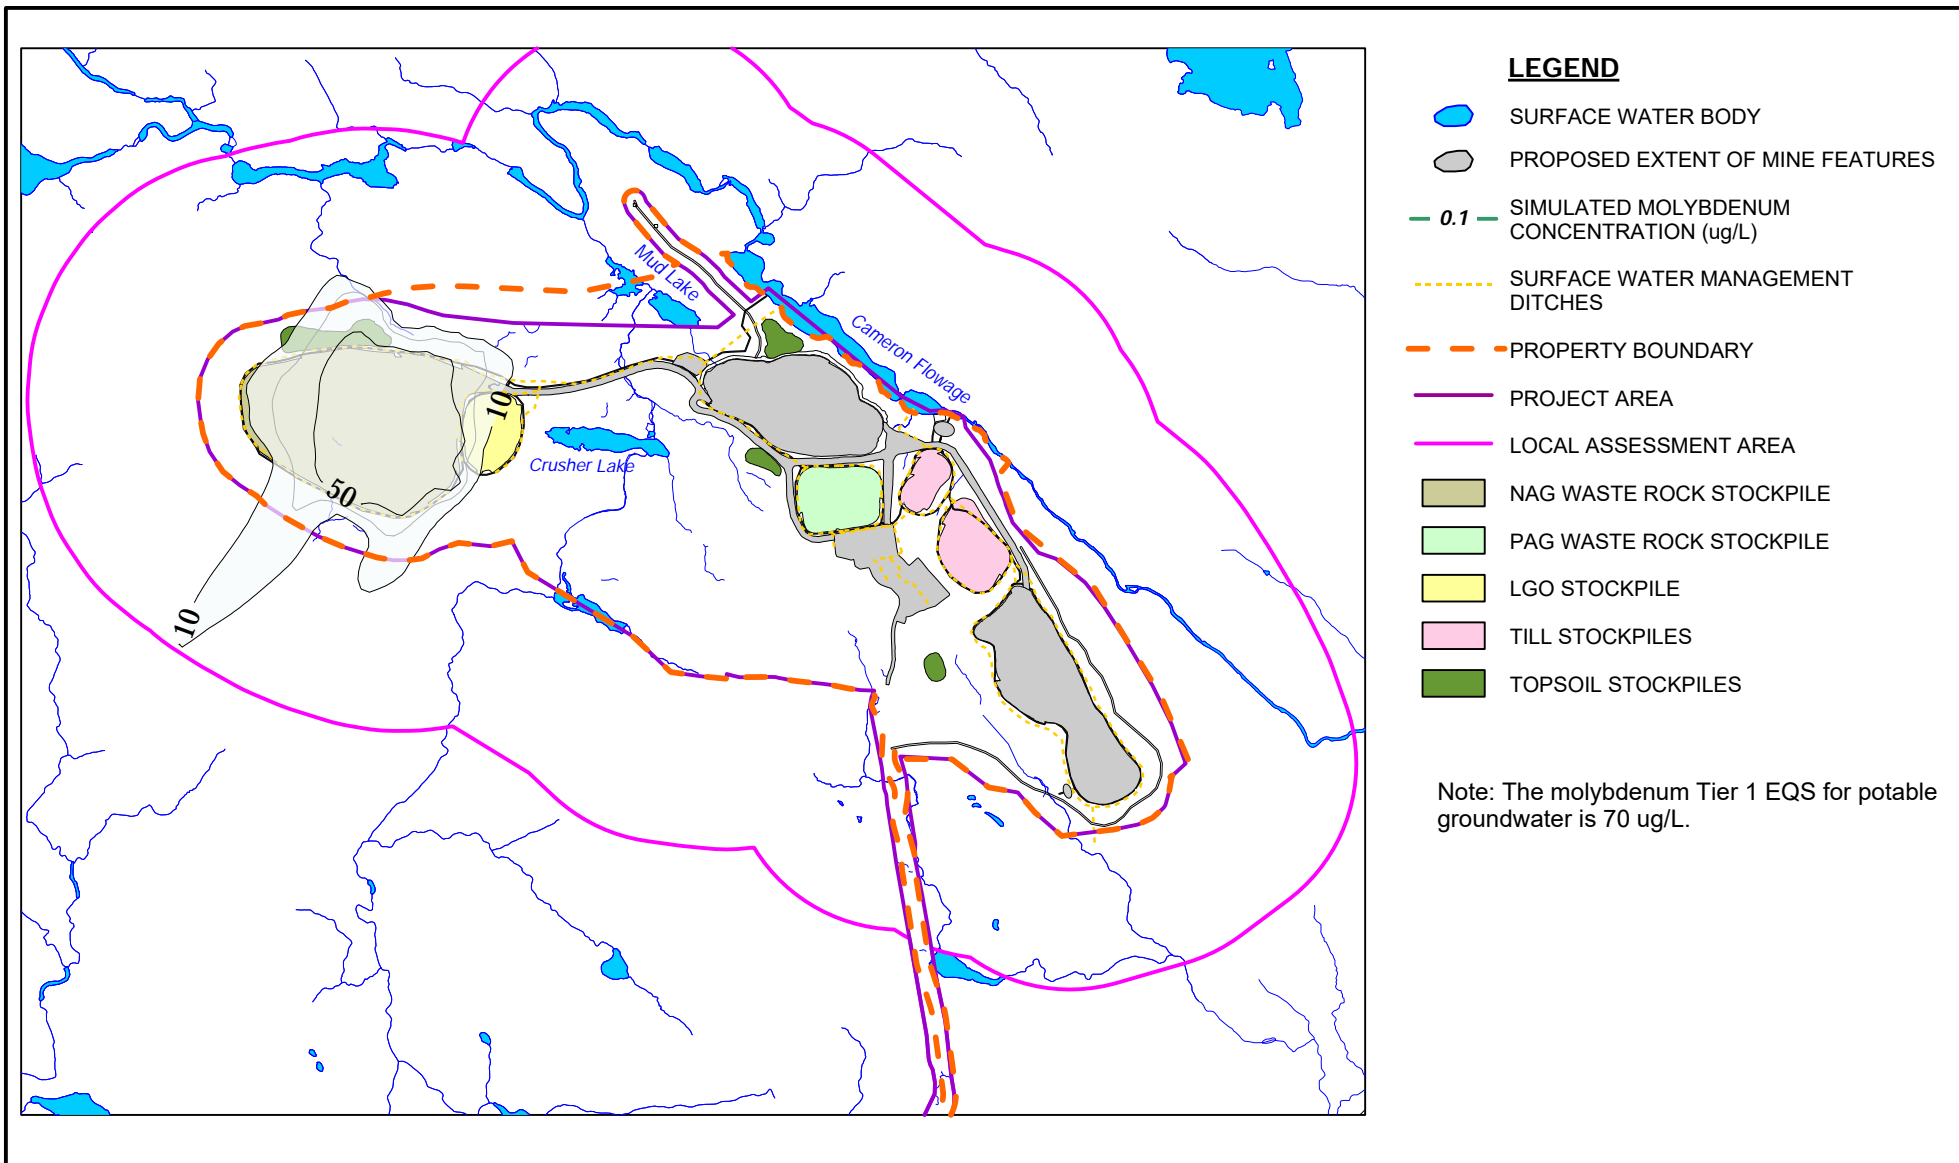 LEGEND
SURFACE WATER BODY
PROPOSED EXTENT OF MINE FEATURES
0.1
SIMULATED MOLYBDENUM
CONCENTRATION (ug/L)
SURFACE WATER MANAGEMENT
DITCHES
PROPERTY BOUNDARY
PROJECT AREA
LOCAL ASSESSMENT AREA
NAG WASTE ROCK STOCKPILE
PAG WASTE ROCK STOCKPILE
LGO STOCKPILE
TILL STOCKPILES
TOPSOIL STOCKPILES
Note: The molybdenum Tier 1 EQS for potable
groundwater is 70 ug/L.
Mud Lake
Cameron Flowage
Crusher Lake
10
50
10